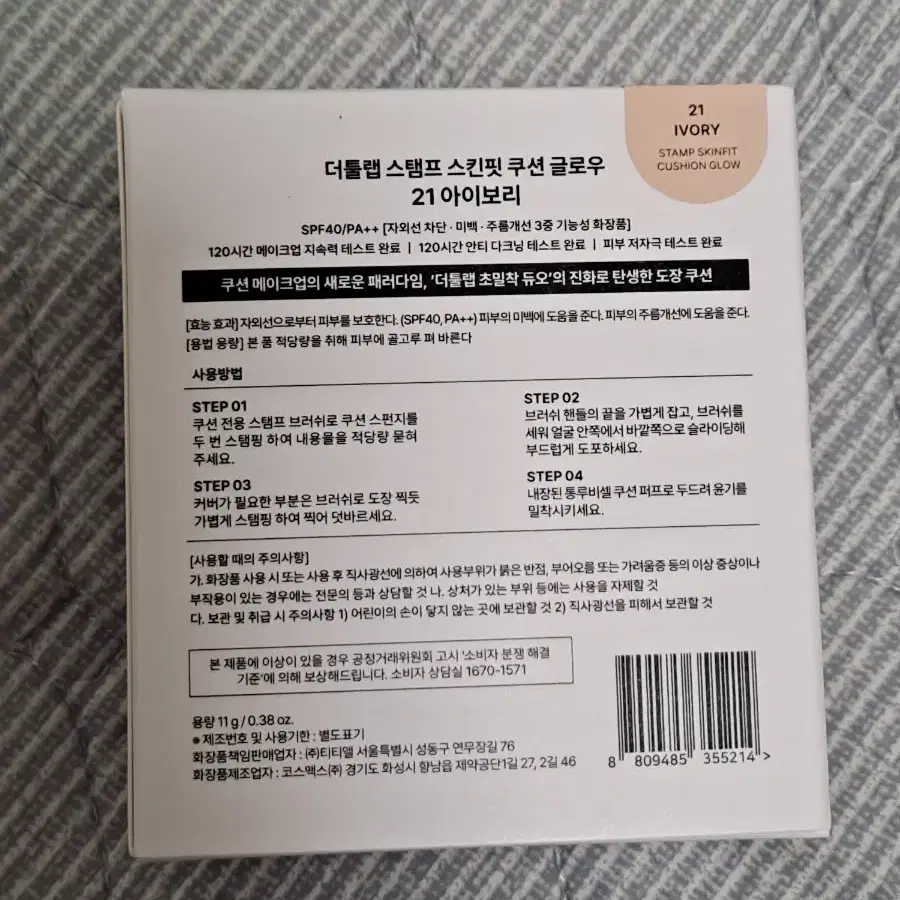 21
IVORY
STAMP SKINFIT
CUSHION GLOW
더툴랩 스탬프 스킨핏 쿠션 글로우
21 아이보리
SPF40/PA++ [자외선 차단 · 미백 · 주름개선 3중 기능성 화장품]
120시간 메이크업 지속력 테스트 완료 | 120시간 안티 다크닝 테스트 완료 | 피부 저자극 테스트 완료
쿠션 메이크업의 새로운 패러다임, '더툴랩 초밀착 듀오'의 진화로 탄생한 도장 쿠션
[효능 효과] 자외선으로부터 피부를 보호한다. (SPF40, PA++) 피부의 미백에 도움을 준다. 피부의 주름개선에 도움을 준다.
[용법 용량] 본 품 적당량을 취해 피부에 골고루 펴 바른다
사용방법
STEP 01
쿠션 전용 스탬프 브러쉬로 쿠션 스펀지를
두 번 스탬핑 하여 내용물을 적당량 묻혀
주세요.
STEP 02
브러쉬 핸들의 끝을 가볍게 잡고, 브러쉬를
세워 얼굴 안쪽에서 바깥쪽으로 슬라이딩해
부드럽게 도포하세요.
STEP 03
커버가 필요한 부분은 브러쉬로 도장 찍듯
가볍게 스탬핑 하여 찍어 덧바르세요.
STEP 04
내장된 통루비셀 쿠션 퍼프로 두드려 윤기를
밀착시키세요.
[사용할 때의 주의사항]
가. 화장품 사용 시 또는 사용 후 직사광선에 의하여 사용부위가 붉은 반점, 부어오름 또는 가려움증 등의 이상 증상이나
부작용이 있는 경우에는 전문의 등과 상담할 것 나. 상처가 있는 부위 등에는 사용을 자제할 것
다. 보관 및 취급 시 주의사항 1) 어린이의 손이 닿지 않는 곳에 보관할 것 2) 직사광선을 피해서 보관할 것
본 제품에 이상이 있을 경우 공정거래위원회 고시 '소비자 분쟁 해결
기준'에 의해 보상해드립니다. 소비자 상담실 1670-1571
용량 11 g / 0.38 oz.
※ 제조번호 및 사용기한 : 별도표기
화장품책임판매업자 : (주)티티앨 서울특별시 성동구 연무장길 76
화장품제조업자 : 코스맥스(주) 경기도 화성시 향남읍 제약공단1길 27, 2길 46
8 809485 355214 >